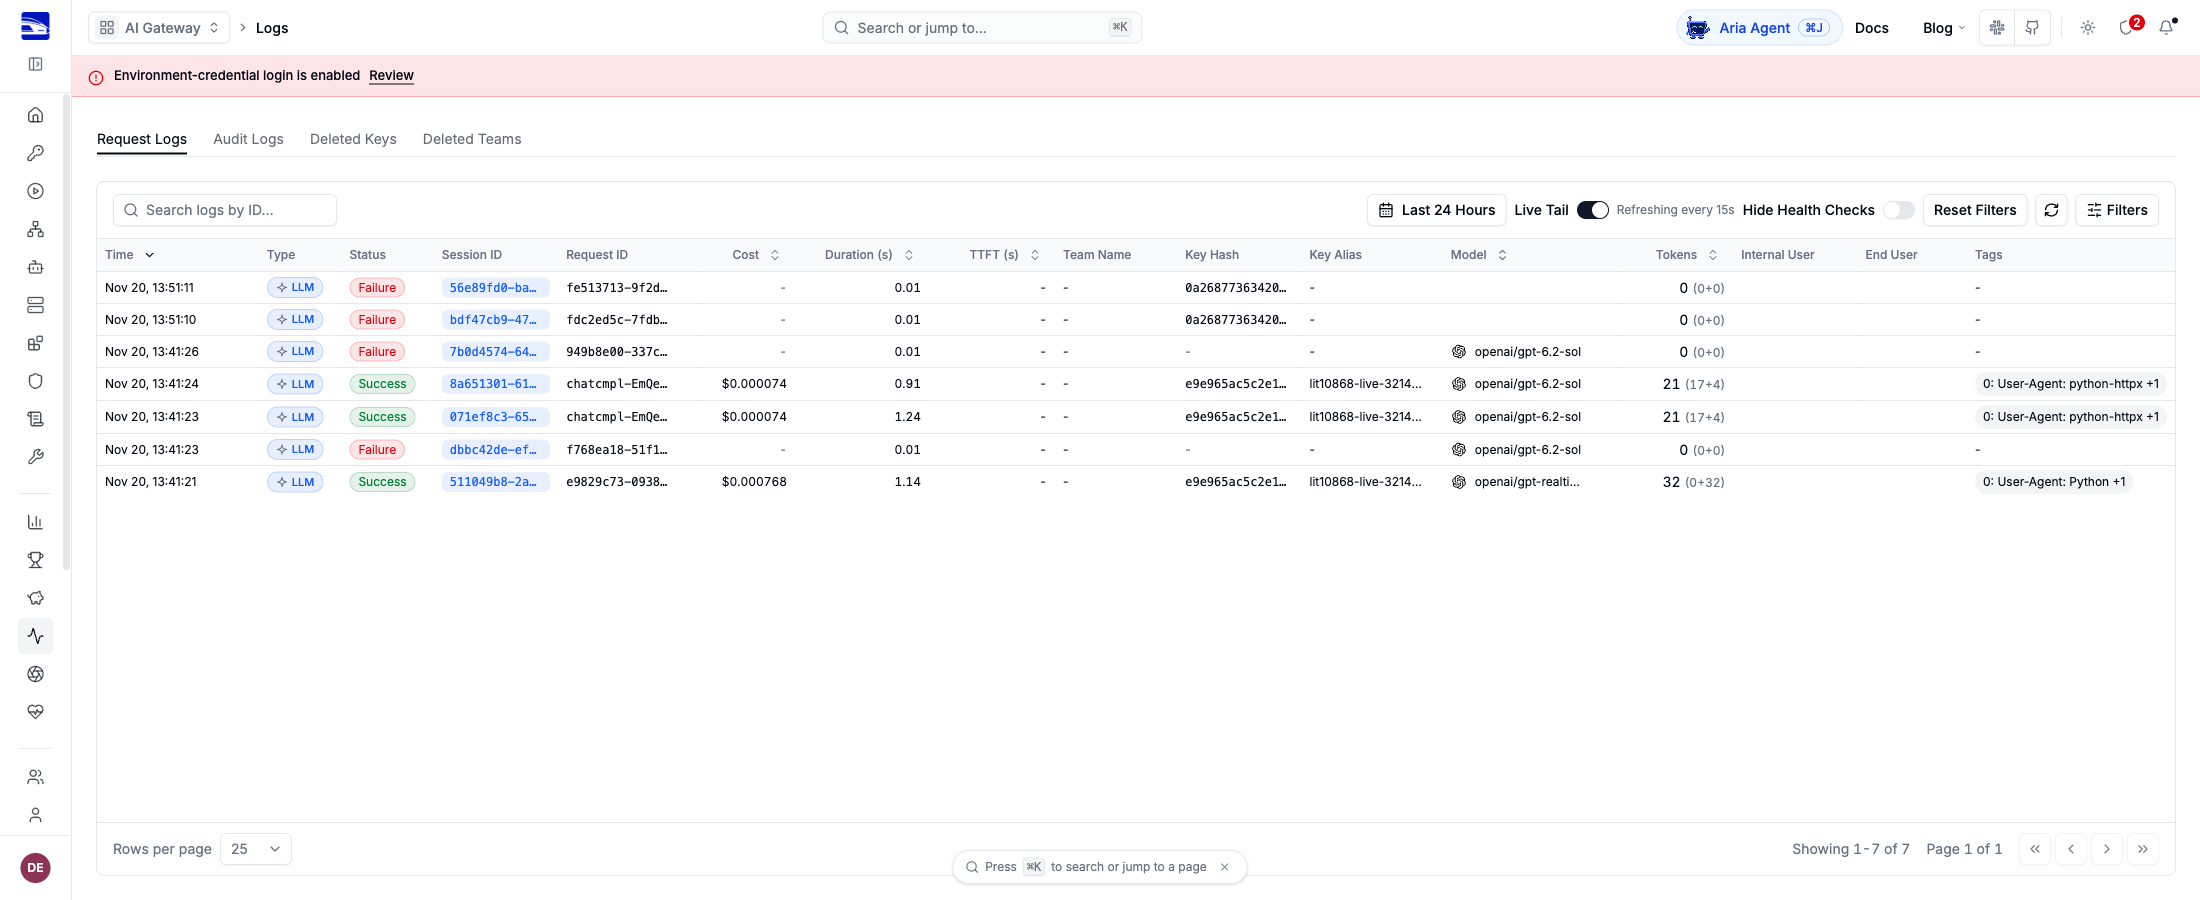 AI Gateway > Logs
Search or jump to... ⌘K
Aria Agent ⌘J Docs Blog 2
Environment-credential login is enabled Review
Request Logs Audit Logs Deleted Keys Deleted Teams
Search logs by ID... Last 24 Hours Live Tail Refreshing every 15s Hide Health Checks Reset Filters Filters
Time Type Status Session ID Request ID Cost Duration (s) TTFT (s) Team Name Key Hash Key Alias Model Tokens Internal User End User Tags
Nov 20, 13:51:11 LLM Failure 56e89fd0-ba… fe513713-9f2d… - 0.01 - - 0a26877363420… - 0 (0+0) -
Nov 20, 13:51:10 LLM Failure bdf47cb9-47… fdc2ed5c-7fdb… - 0.01 - - 0a26877363420… - 0 (0+0) -
Nov 20, 13:41:26 LLM Failure 7b0d4574-64… 949b8e00-337c… - 0.01 - - - - openai/gpt-6.2-sol 0 (0+0) -
Nov 20, 13:41:24 LLM Success 8a651301-61… chatcmpl-EmQe… $0.000074 0.91 - - e9e965ac5c2e1… lit10868-live-3214... openai/gpt-6.2-sol 21 (17+4) 0: User-Agent: python-httpx +1
Nov 20, 13:41:23 LLM Success 071ef8c3-65… chatcmpl-EmQe… $0.000074 1.24 - - e9e965ac5c2e1… lit10868-live-3214... openai/gpt-6.2-sol 21 (17+4) 0: User-Agent: python-httpx +1
Nov 20, 13:41:23 LLM Failure dbbc42de-ef… f768ea18-51f1… - 0.01 - - - - openai/gpt-6.2-sol 0 (0+0) -
Nov 20, 13:41:21 LLM Success 511049b8-2a… e9829c73-0938… $0.000768 1.14 - - e9e965ac5c2e1… lit10868-live-3214... openai/gpt-realti... 32 (0+32) 0: User-Agent: Python +1
Rows per page 25 Showing 1-7 of 7 Page 1 of 1
Press ⌘K to search or jump to a page ×
DE